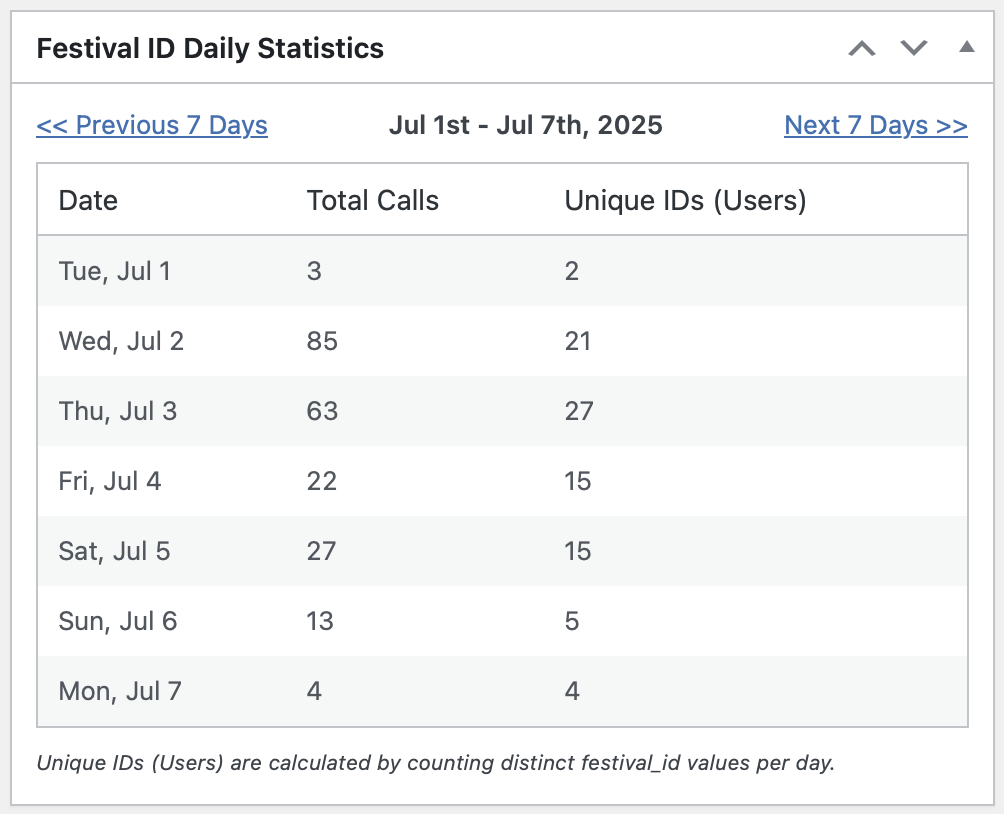 Festival ID Daily Statistics
<< Previous 7 Days Jul 1st - Jul 7th, 2025 Next 7 Days >>
Date Total Calls Unique IDs (Users)
Tue, Jul 1 3 2
Wed, Jul 2 85 21
Thu, Jul 3 63 27
Fri, Jul 4 22 15
Sat, Jul 5 27 15
Sun, Jul 6 13 5
Mon, Jul 7 4 4
Unique IDs (Users) are calculated by counting distinct festival_id values per day.